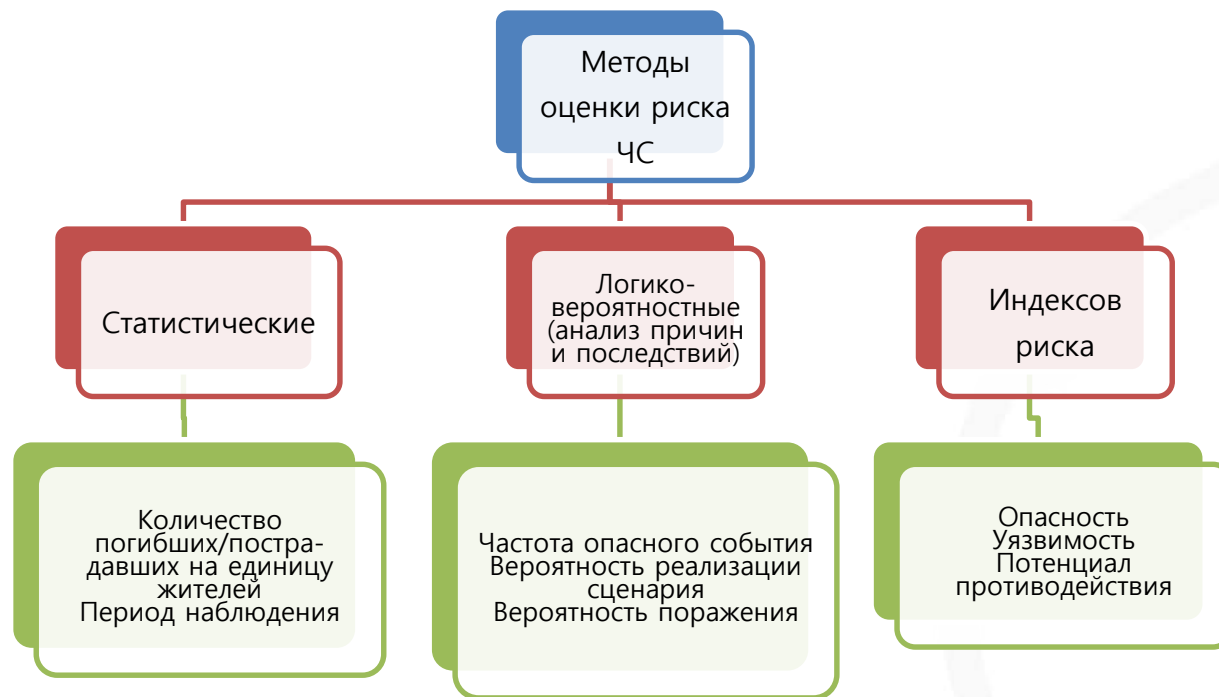 Методы
оценки риска
ЧС
Статистические
Логико-
вероятностные
(анализ причин
и последствий)
Индексов
риска
Количество
погибших/постра-
давших на единицу
жителей
Период наблюдения
Частота опасного события
Вероятность реализации
сценария
Вероятность поражения
Опасность
Уязвимость
Потенциал
противодействия